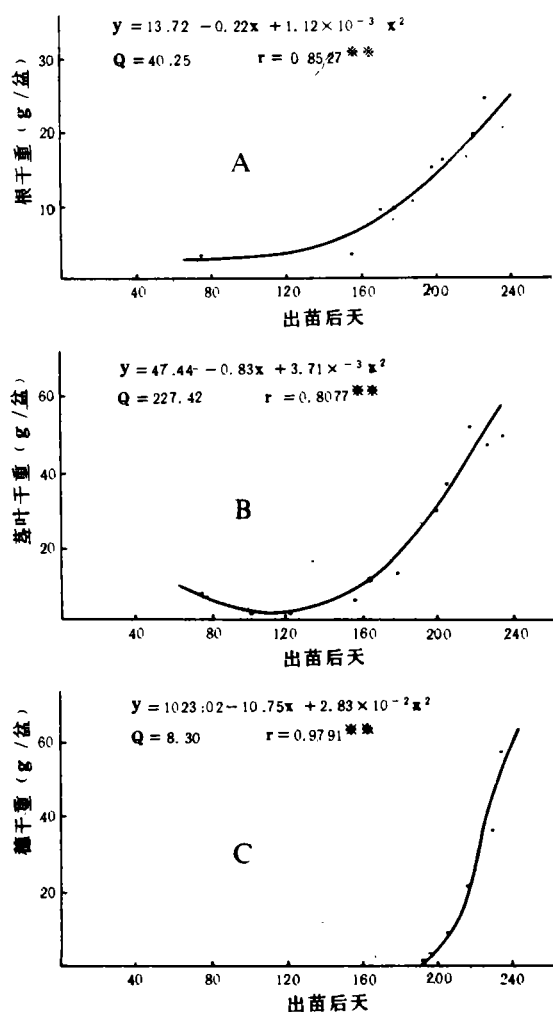 y = 13.72 - 0.22x + 1.12 × 10⁻³ x²
Q = 40.25 r = 0.8527**
根干重 (g/盆)
30
20
10
40 80 120 160 200 240
A
出苗后天
y = 47.44 - 0.83x + 3.71 × ⁻³ x²
Q = 227.42 r = 0.8077**
茎叶干重 (g/盆)
60
40
20
40 80 120 160 200 240
B
出苗后天
y = 1023.02 - 10.75x + 2.83 × 10⁻² x²
Q = 8.30 r = 0.9791**
穗干重 (g/盆)
60
40
20
40 80 120 160 200 240
C
出苗后天